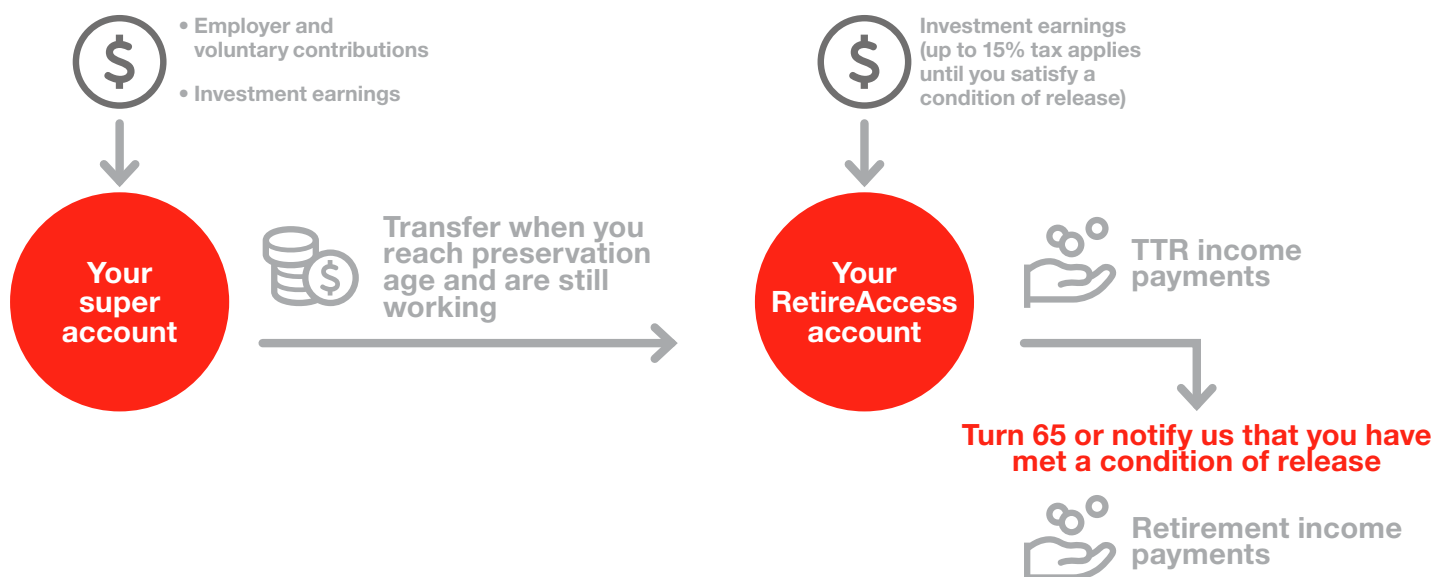 • Employer and
voluntary contributions
• Investment earnings
$
Your
super
account
$
Transfer when you
reach preservation
age and are still
working
$
Investment earnings
(up to 15% tax applies
until you satisfy a
condition of release)
Your
RetireAccess
account
TTR income
payments
Turn 65 or notify us that you have
met a condition of release
Retirement income
payments